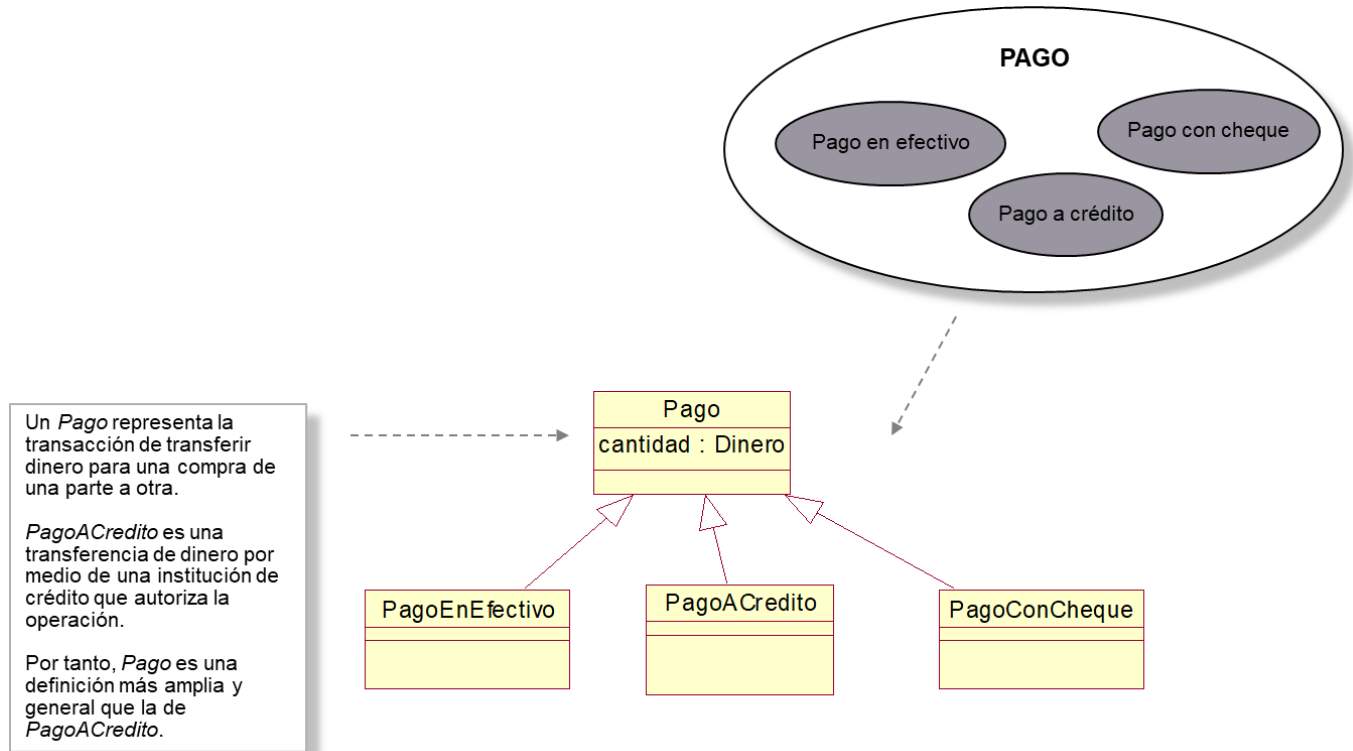 PAGO
Pago en efectivo
Pago con cheque
Pago a crédito
Un Pago representa la
transacción de transferir
dinero para una compra de
una parte a otra.
PagoACredito es una
transferencia de dinero por
medio de una institución de
crédito que autoriza la
operación.
Por tanto, Pago es una
definición más amplia y
general que la de
PagoACredito.
Pago
cantidad : Dinero
PagoEnEfectivo
PagoACredito
PagoConCheque